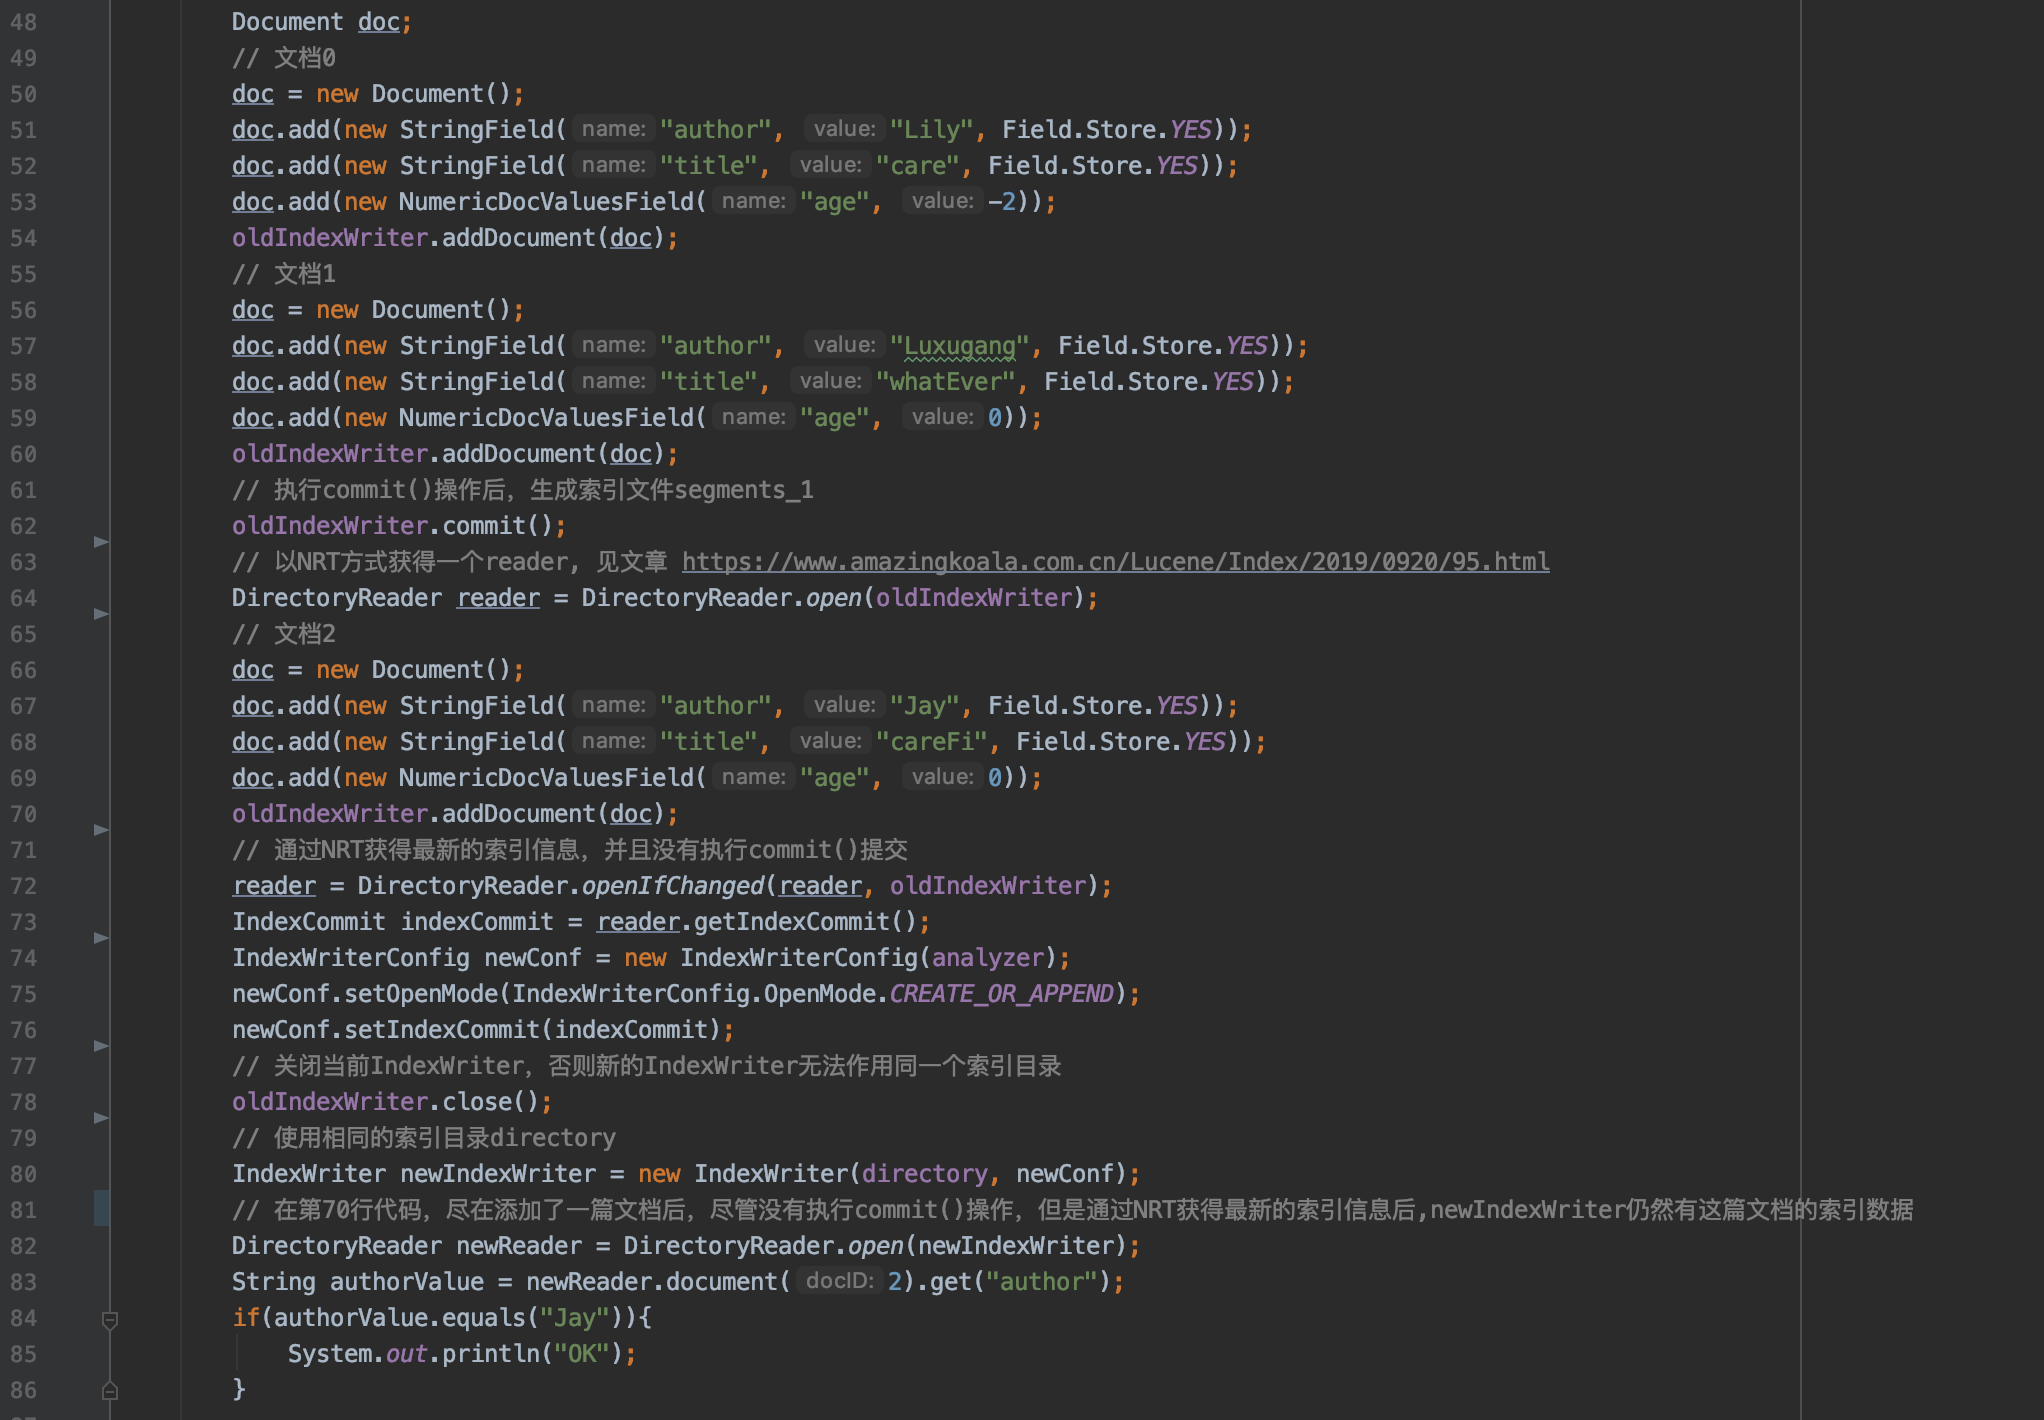 48 Document doc;
49 // 文档0
50 doc = new Document();
51 doc.add(new StringField( name: "author", value: "Lily", Field.Store.YES));
52 doc.add(new StringField( name: "title", value: "care", Field.Store.YES));
53 doc.add(new NumericDocValuesField( name: "age", value: -2));
54 oldIndexWriter.addDocument(doc);
55 // 文档1
56 doc = new Document();
57 doc.add(new StringField( name: "author", value: "Luxugang", Field.Store.YES));
58 doc.add(new StringField( name: "title", value: "whatEver", Field.Store.YES));
59 doc.add(new NumericDocValuesField( name: "age", value: 0));
60 oldIndexWriter.addDocument(doc);
61 // 执行commit()操作后，生成索引文件segments_1
62 oldIndexWriter.commit();
63 // 以NRT方式获得一个reader, 见文章 https://www.amazingkoala.com.cn/Lucene/Index/2019/0920/95.html
64 DirectoryReader reader = DirectoryReader.open(oldIndexWriter);
65 // 文档2
66 doc = new Document();
67 doc.add(new StringField( name: "author", value: "Jay", Field.Store.YES));
68 doc.add(new StringField( name: "title", value: "careFi", Field.Store.YES));
69 doc.add(new NumericDocValuesField( name: "age", value: 0));
70 oldIndexWriter.addDocument(doc);
71 // 通过NRT获得最新的索引信息，并且没有执行commit()提交
72 reader = DirectoryReader.openIfChanged(reader, oldIndexWriter);
73 IndexCommit indexCommit = reader.getIndexCommit();
74 IndexWriterConfig newConf = new IndexWriterConfig(analyzer);
75 newConf.setOpenMode(IndexWriterConfig.OpenMode.CREATE_OR_APPEND);
76 newConf.setIndexCommit(indexCommit);
77 // 关闭当前IndexWriter，否则新的IndexWriter无法作用同一个索引目录
78 oldIndexWriter.close();
79 // 使用相同的索引目录directory
80 IndexWriter newIndexWriter = new IndexWriter(directory, newConf);
81 // 在第70行代码，尽在添加了一篇文档后，尽管没有执行commit()操作，但是通过NRT获得最新的索引信息后,newIndexWriter仍然有这篇文档的索引数据
82 DirectoryReader newReader = DirectoryReader.open(newIndexWriter);
83 String authorValue = newReader.document( docID: 2).get("author");
84 if(authorValue.equals("Jay")){
85 System.out.println("OK");
86 }